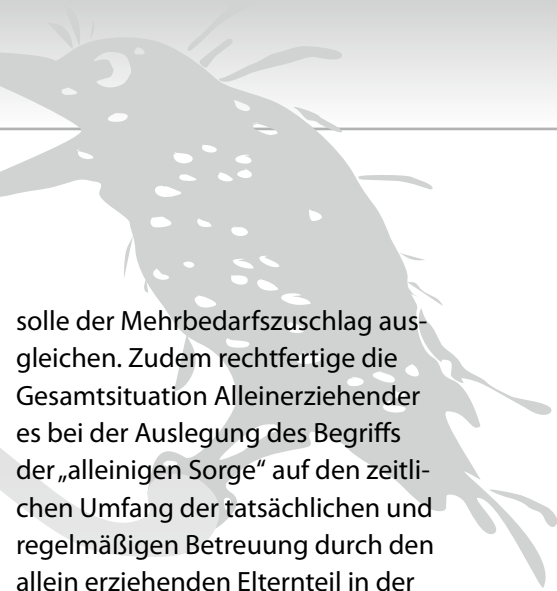 solle der Mehrbedarfszuschlag aus-
gleichen. Zudem rechtfertige die
Gesamtsituation Alleinerziehender
es bei der Auslegung des Begriffs
der „alleinigen Sorge“ auf den zeitli-
chen Umfang der tatsächlichen und
regelmäßigen Betreuung durch den
allein erziehenden Elternteil in der